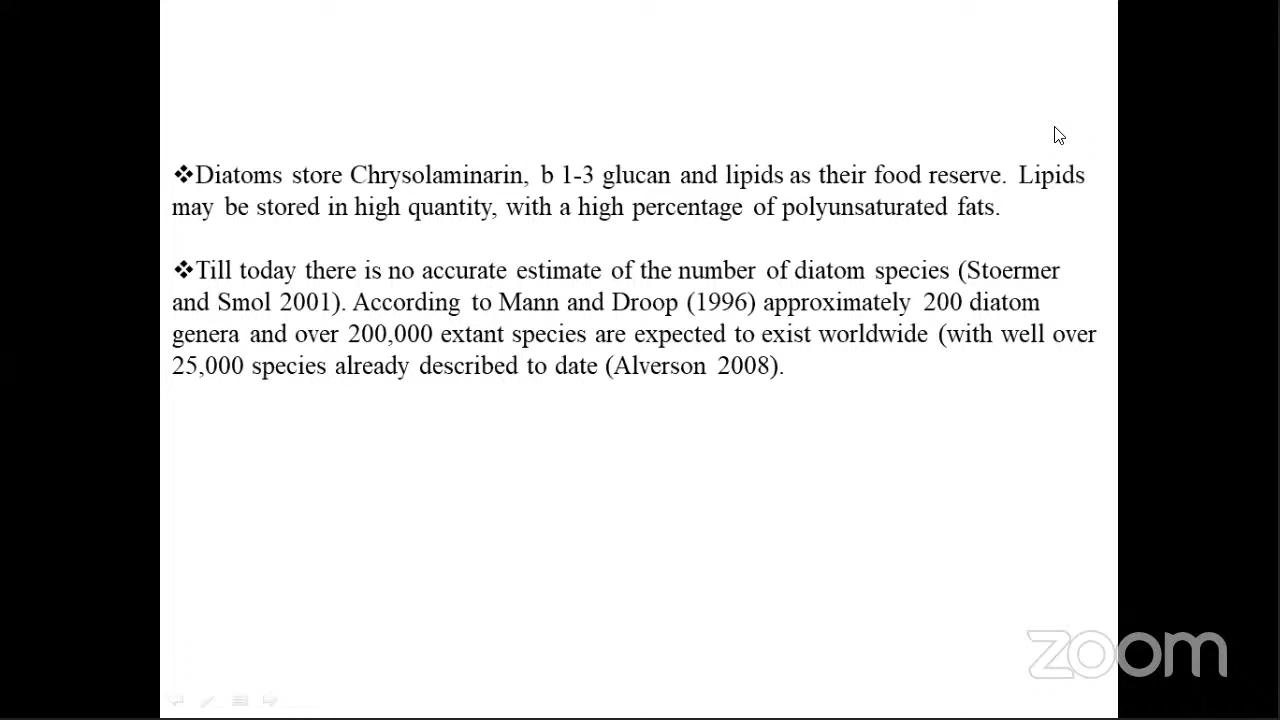 ❖Diatoms store Chrysolaminarin, b 1-3 glucan and lipids as their food reserve. Lipids
may be stored in high quantity, with a high percentage of polyunsaturated fats.
❖Till today there is no accurate estimate of the number of diatom species (Stoermer
and Smol 2001). According to Mann and Droop (1996) approximately 200 diatom
genera and over 200,000 extant species are expected to exist worldwide (with well over
25,000 species already described to date (Alverson 2008).
zoom